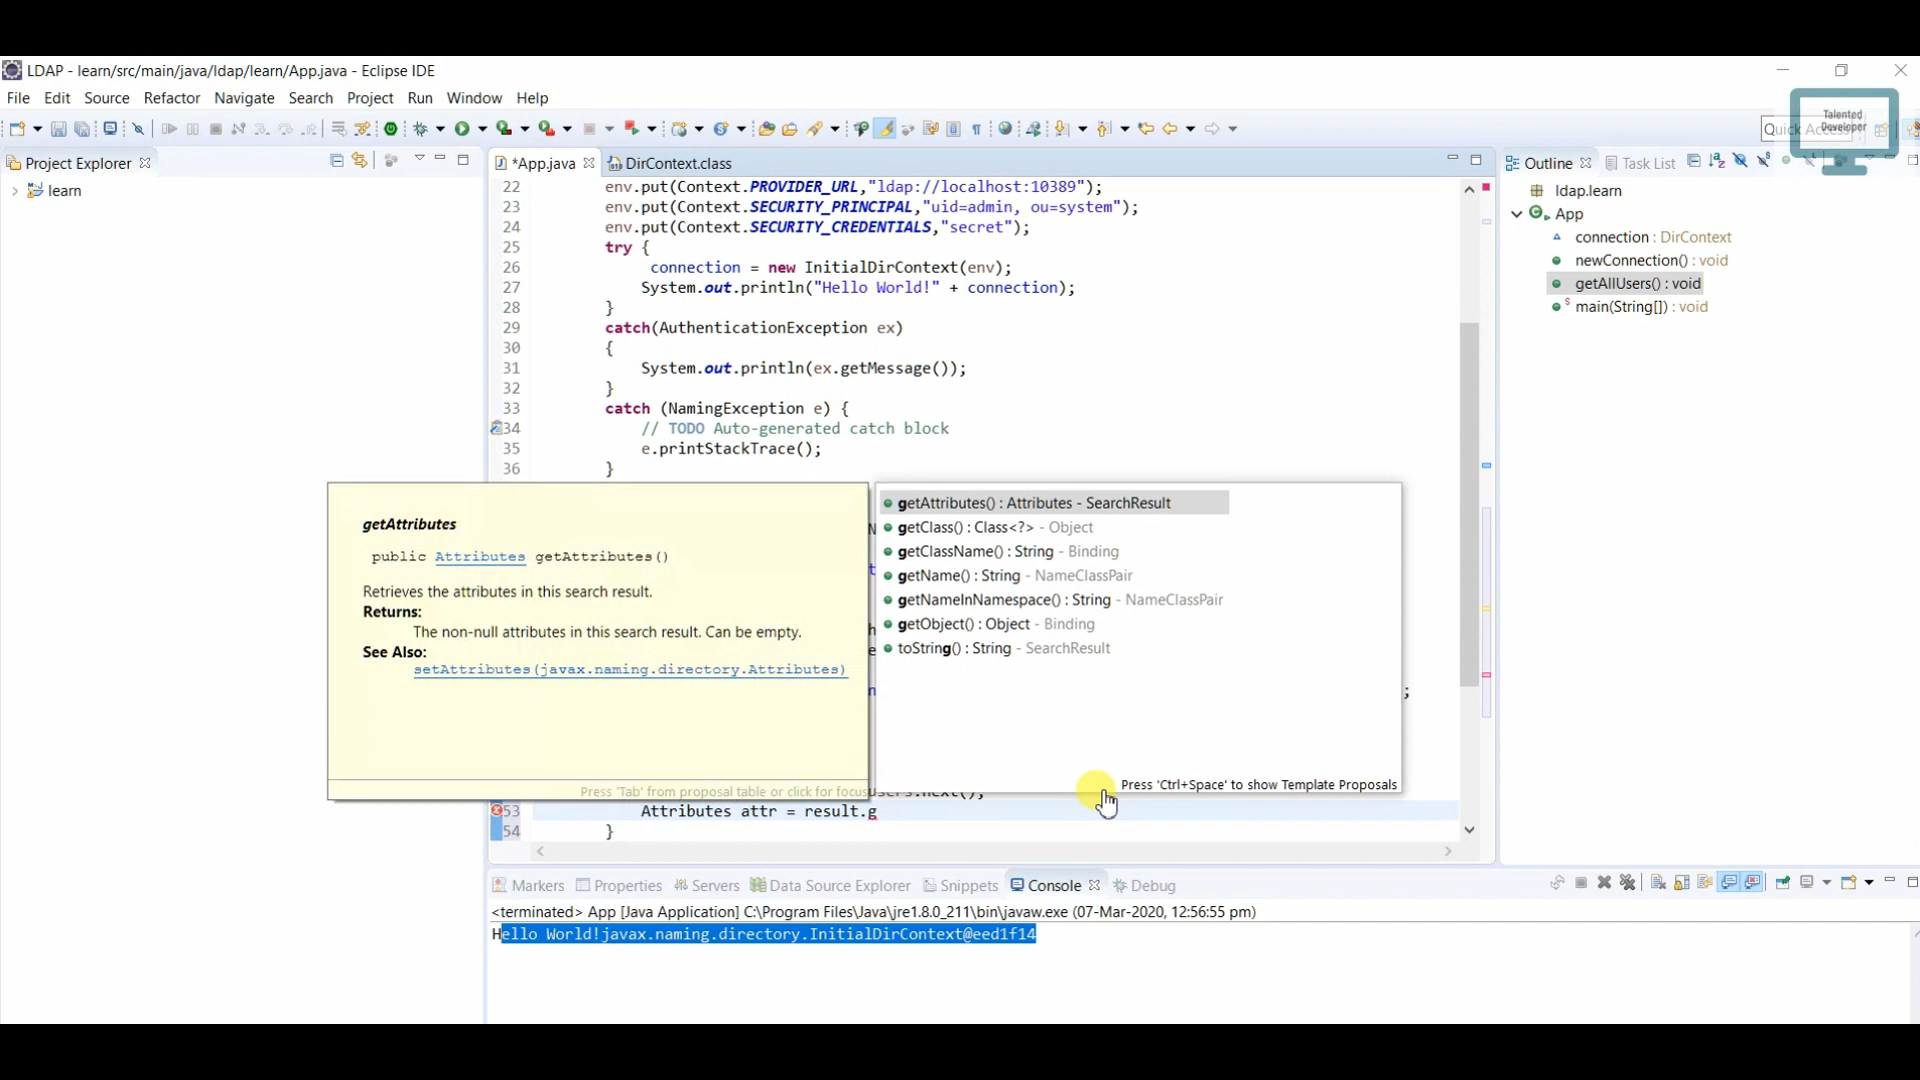 LDAP - learn/src/main/java/ldap/learn/App.java - Eclipse IDE
File Edit Source Refactor Navigate Search Project Run Window Help
Talented
Developer
Quick Access
Project Explorer
*App.java
DirContext.class
Outline
Task List
learn
22 env.put(Context.PROVIDER_URL,"ldap://localhost:10389");
23 env.put(Context.SECURITY_PRINCIPAL,"uid=admin, ou=system");
24 env.put(Context.SECURITY_CREDENTIALS,"secret");
25 try {
26 connection = new InitialDirContext(env);
27 System.out.println("Hello World!" + connection);
28 }
29 catch(AuthenticationException ex)
30 {
31 System.out.println(ex.getMessage());
32 }
33 catch (NamingException e) {
34 // TODO Auto-generated catch block
35 e.printStackTrace();
36 }
ldap.learn
App
connection : DirContext
newConnection() : void
getAllUsers() : void
main(String[]) : void
getAttributes
public Attributes getAttributes()
Retrieves the attributes in this search result.
Returns:
The non-null attributes in this search result. Can be empty.
See Also:
setAttributes(javax.naming.directory.Attributes)
Press 'Tab' from proposal table or click for focus
getAttributes() : Attributes - SearchResult
getClass() : Class<?> - Object
getClassName() : String - Binding
getName() : String - NameClassPair
getNameInNamespace() : String - NameClassPair
getObject() : Object - Binding
toString() : String - SearchResult
Press 'Ctrl+Space' to show Template Proposals
;
53 Attributes attr = result.g
54 }
Markers Properties Servers Data Source Explorer Snippets Console Debug
<terminated> App [Java Application] C:\Program Files\Java\jre1.8.0_211\bin\javaw.exe (07-Mar-2020, 12:56:55 pm)
Hello World!javax.naming.directory.InitialDirContext@eed1f14